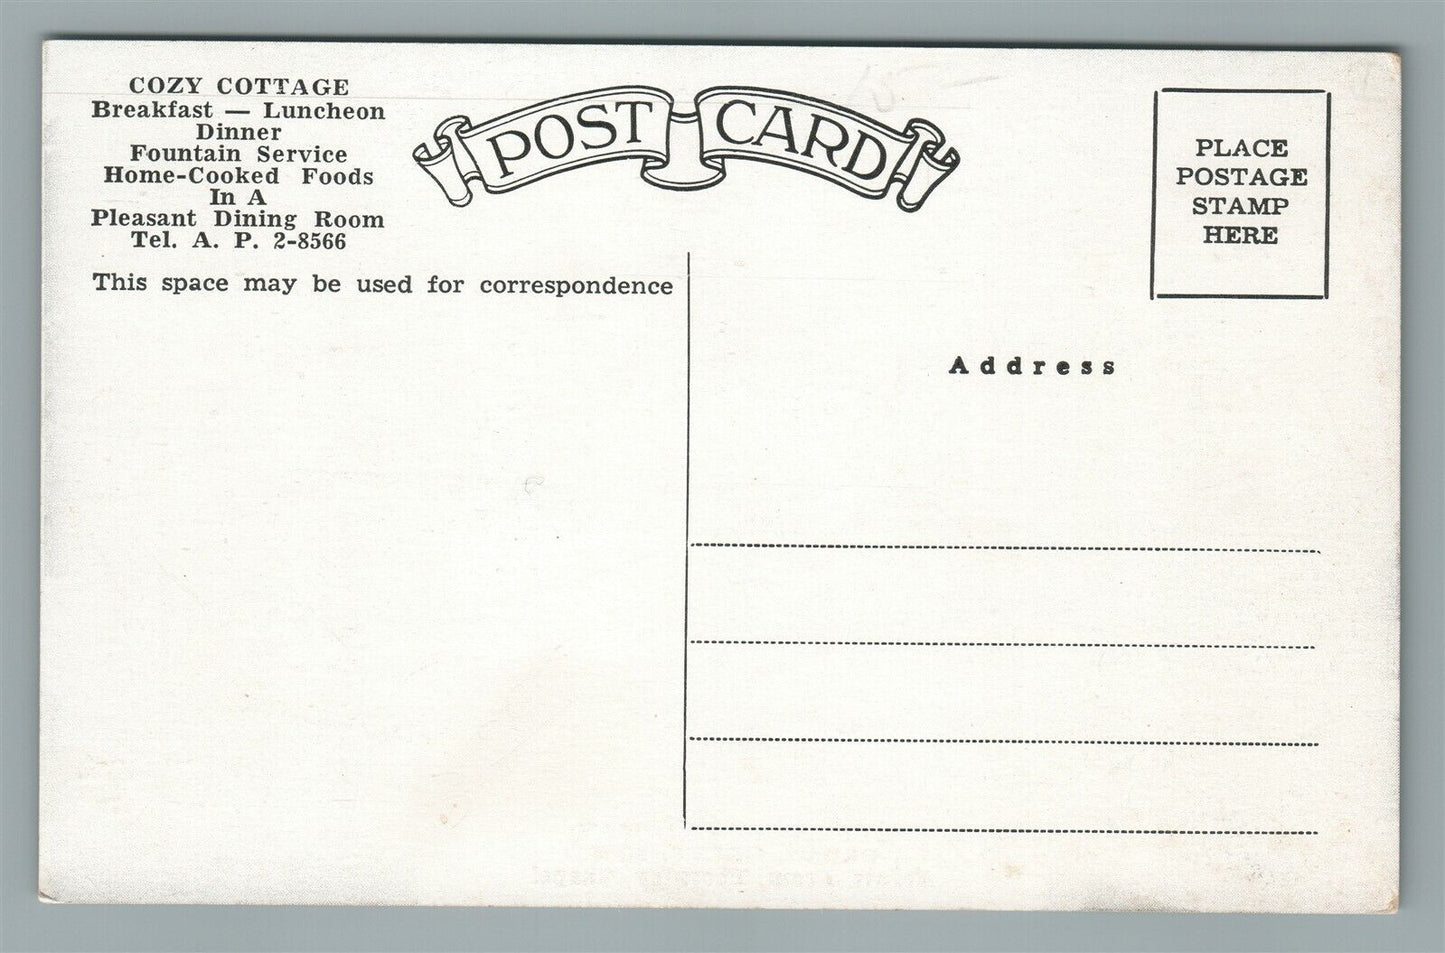 COZY COTTAGE
Breakfast — Luncheon
Dinner
Fountain Service
Home-Cooked Foods
In A
Pleasant Dining Room
Tel. A. P. 2-8566
POST CARD
PLACE
POSTAGE
STAMP
HERE
This space may be used for correspondence
Address